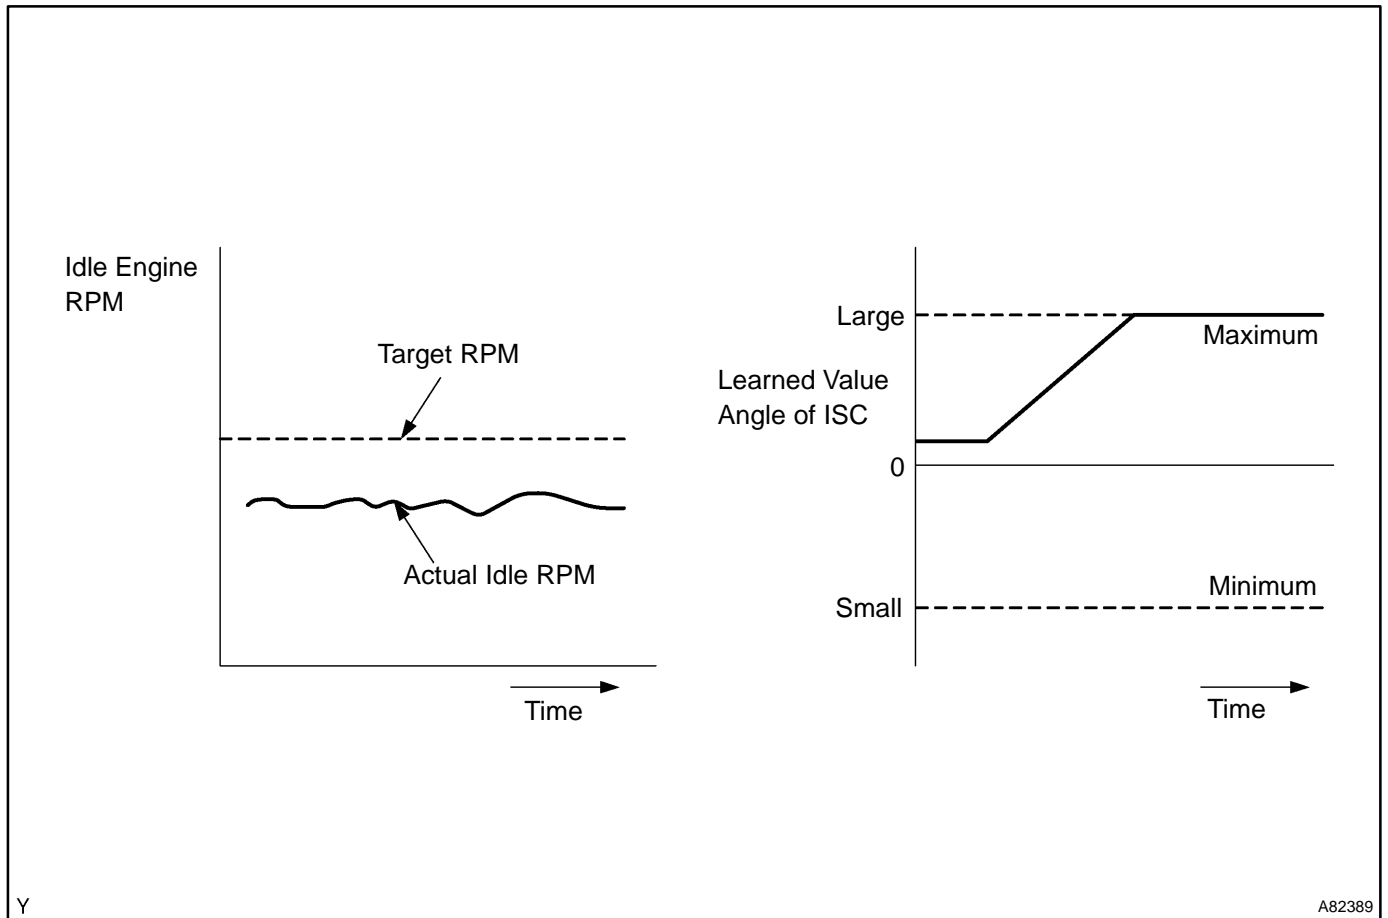 Idle Engine
RPM
Target RPM
Actual Idle RPM
Time
Large
Maximum
Learned Value
Angle of ISC
0
Minimum
Small
Time
Y
A82389